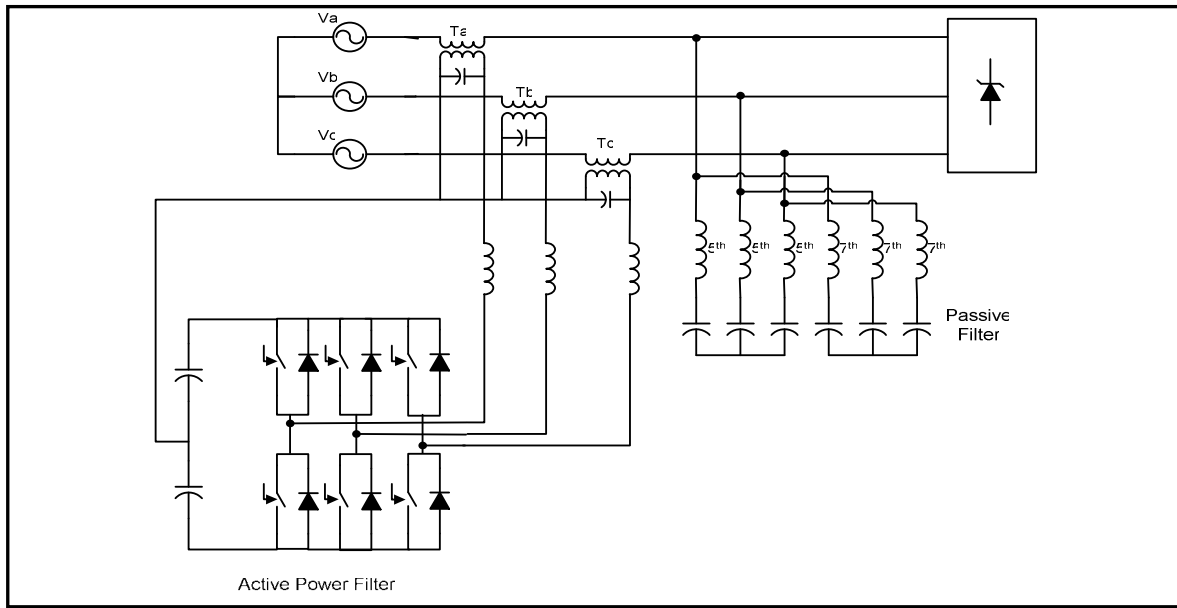 Va
Ta
Vb
Tb
Vc
Tc
5th 5th 5th 7th 7th 7th
Passive
Filter
Active Power Filter